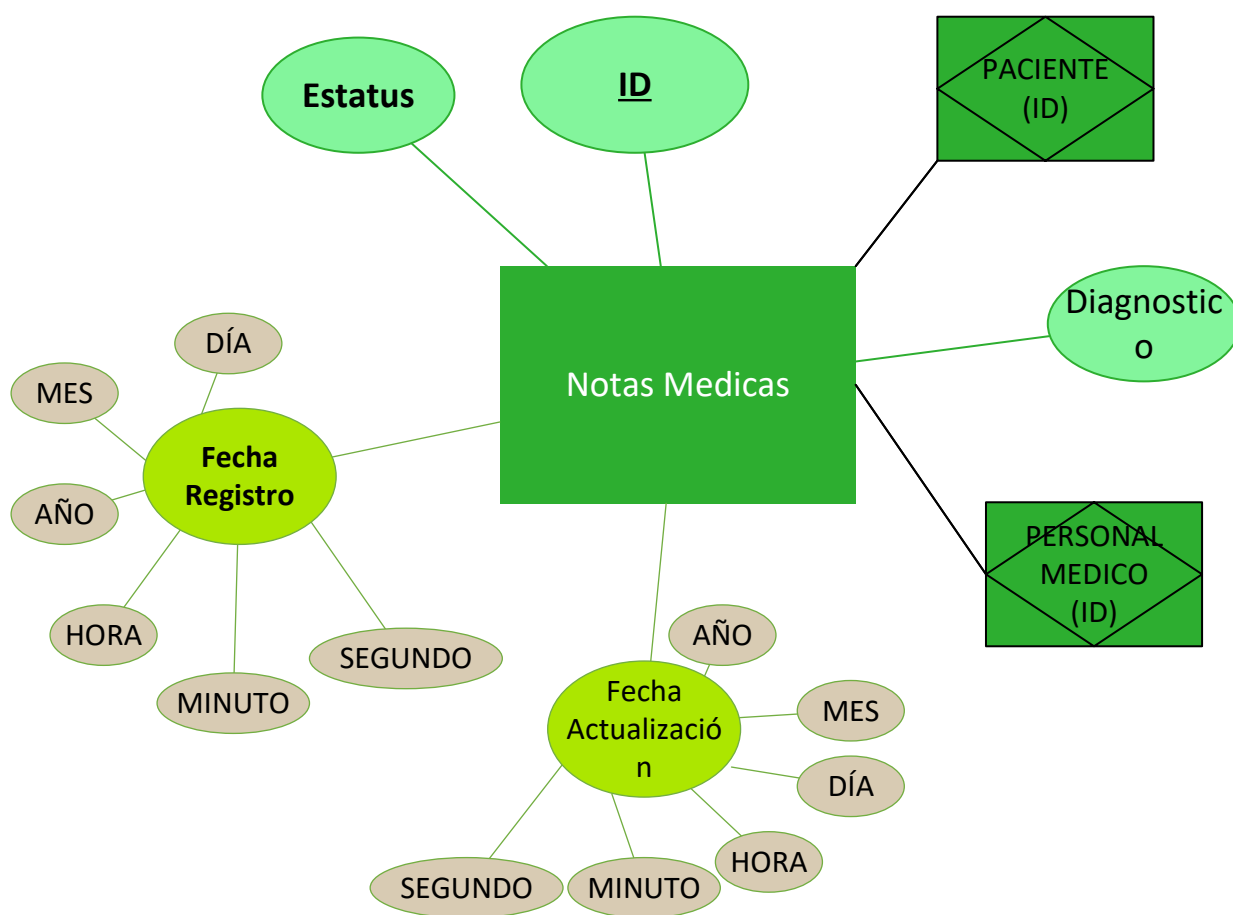 Estatus
ID
PACIENTE
(ID)
Diagnostic
o
Notas Medicas
DÍA
MES
Fecha
Registro
AÑO
HORA
MINUTO
SEGUNDO
PERSONAL
MEDICO
(ID)
AÑO
Fecha
Actualizació
n
MES
DÍA
HORA
MINUTO
SEGUNDO